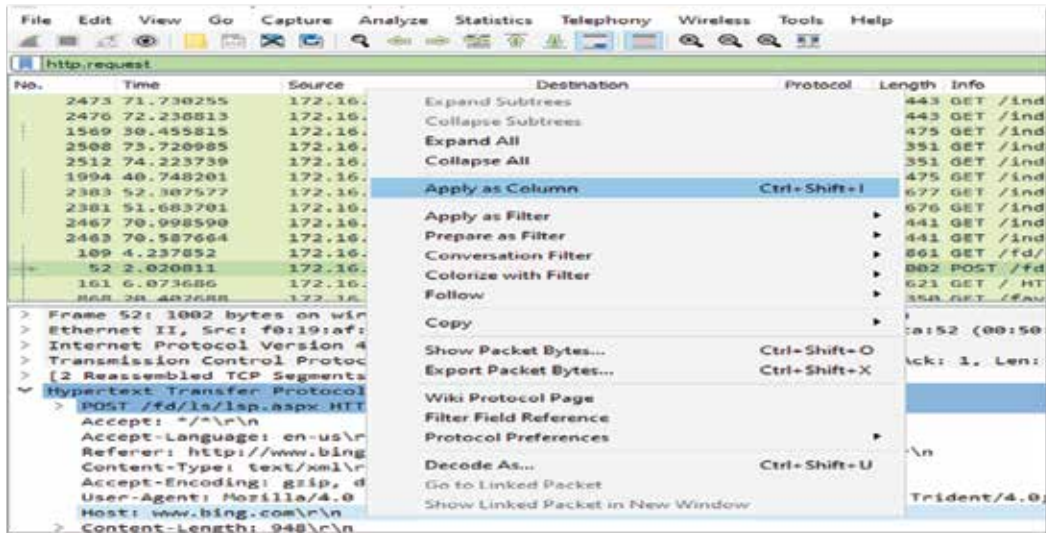 File Edit View Go Capture Analyze Statistics Telephony Wireless Tools Help
http.request
No. Time Source Destination Protocol Length Info
2473 71.730255 172.16. 443 GET /ind
2476 72.238813 172.16. 443 GET /ind
1569 30.455815 172.16. 475 GET /ind
2508 73.720985 172.16. 351 GET /ind
2512 74.223739 172.16. 351 GET /ind
1994 40.748201 172.16. 475 GET /ind
2383 52.307577 172.16. 677 GET /ind
2381 51.683701 172.16. 676 GET /ind
2467 70.998590 172.16. 441 GET /ind
2463 70.587664 172.16. 441 GET /ind
109 4.237852 172.16. 861 GET /fd/
52 2.020811 172.16. 002 POST /fd
161 6.073686 172.16. 621 GET / HT
868 20.407688 172.16. 350 GET /fav
Expand Subtrees
Collapse Subtrees
Expand All
Collapse All
Apply as Column Ctrl+Shift+I
Apply as Filter
Prepare as Filter
Conversation Filter
Colorize with Filter
Follow
Copy
Show Packet Bytes... Ctrl+Shift+O
Export Packet Bytes... Ctrl+Shift+X
Wiki Protocol Page
Filter Field Reference
Protocol Preferences
Decode As... Ctrl+Shift+U
Go to Linked Packet
Show Linked Packet in New Window
Frame 52: 1002 bytes on wir
Ethernet II, Src: f0:19:af: a:52 (00:50
Internet Protocol Version 4
Transmission Control Protoc Ack: 1, Len:
[2 Reassembled TCP Segments
Hypertext Transfer Protocol
POST /fd/ls/lsp.aspx HTT
Accept: */*\r\n
Accept-Language: en-us\r
Referer: http://www.bing \n
Content-Type: text/xml\r
Accept-Encoding: gzip, d
User-Agent: Mozilla/4.0 Trident/4.0;
Host: www.bing.com\r\n
Content-Length: 948\r\n